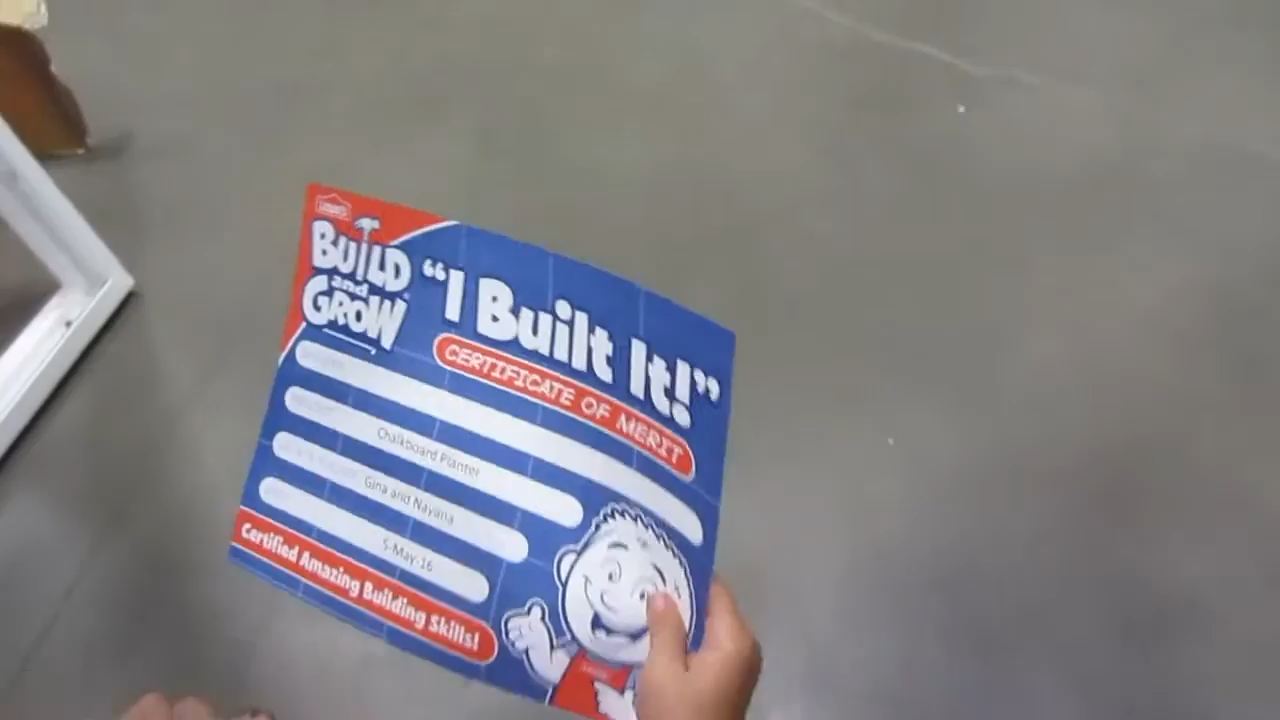 BUiLD
and
GROW
“I Built It!”
CERTIFICATE OF MERIT
Chalkboard Planter
Gina and Nayana
5-May-16
Certified Amazing Building Skills!